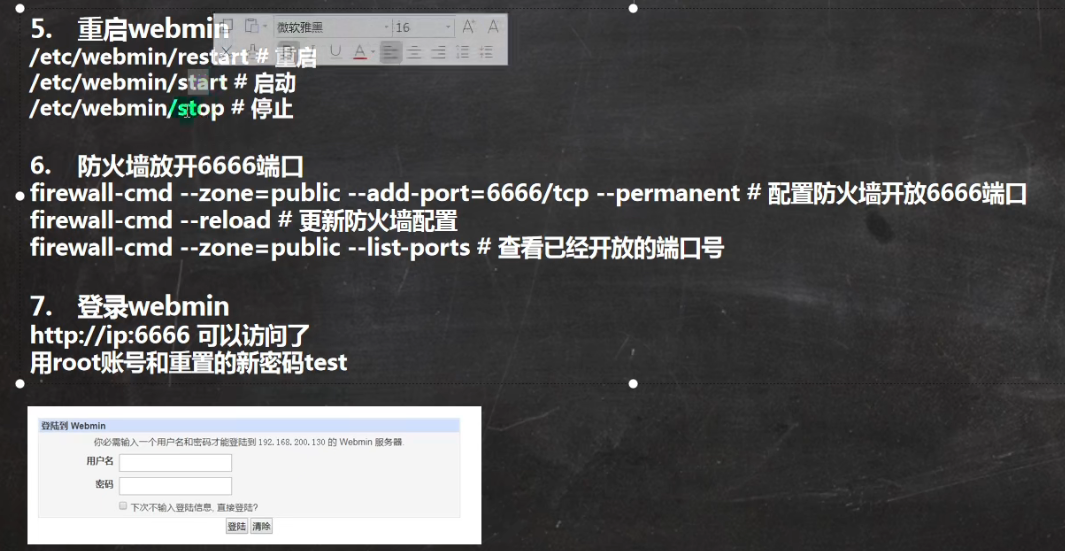 5. 重启webmin
微软雅黑 16
/etc/webmin/restart # 重启
/etc/webmin/start # 启动
/etc/webmin/stop # 停止
6. 防火墙放开6666端口
firewall-cmd --zone=public --add-port=6666/tcp --permanent # 配置防火墙开放6666端口
firewall-cmd --reload # 更新防火墙配置
firewall-cmd --zone=public --list-ports # 查看已经开放的端口号
7. 登录webmin
http://ip:6666 可以访问了
用root账号和重置的新密码test
登陆到 Webmin
你必需输入一个用户名和密码才能登陆到 192.168.200.130 的 Webmin 服务器
用户名
密码
下次不输入登陆信息, 直接登陆?
登陆 清除